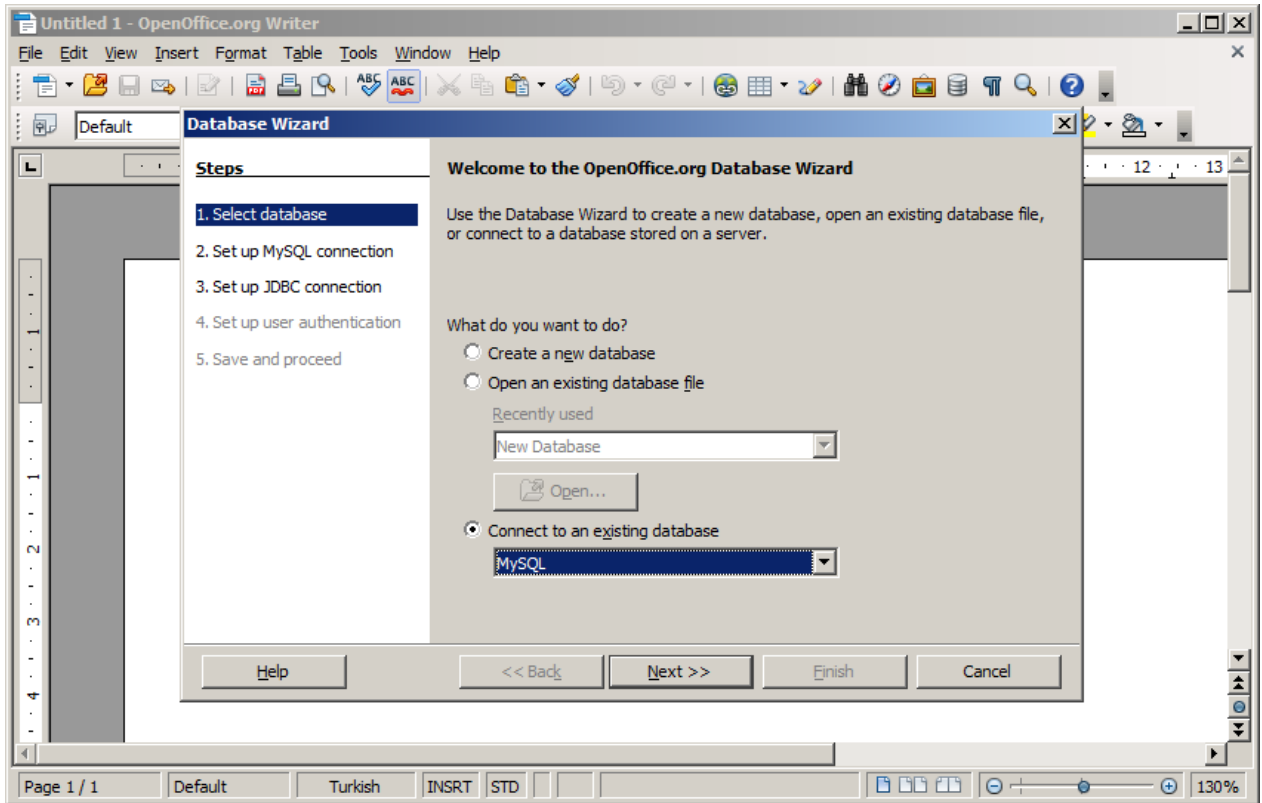 Untitled 1 - OpenOffice.org Writer
File Edit View Insert Format Table Tools Window Help
Default
Database Wizard
12 13
Steps
1. Select database
2. Set up MySQL connection
3. Set up JDBC connection
4. Set up user authentication
5. Save and proceed
Welcome to the OpenOffice.org Database Wizard
Use the Database Wizard to create a new database, open an existing database file,
or connect to a database stored on a server.
What do you want to do?
Create a new database
Open an existing database file
Recently used
New Database
Open...
Connect to an existing database
MySQL
Help << Back Next >> Finish Cancel
1
1
2
3
4
Page 1 / 1 Default Turkish INSRT STD 130%